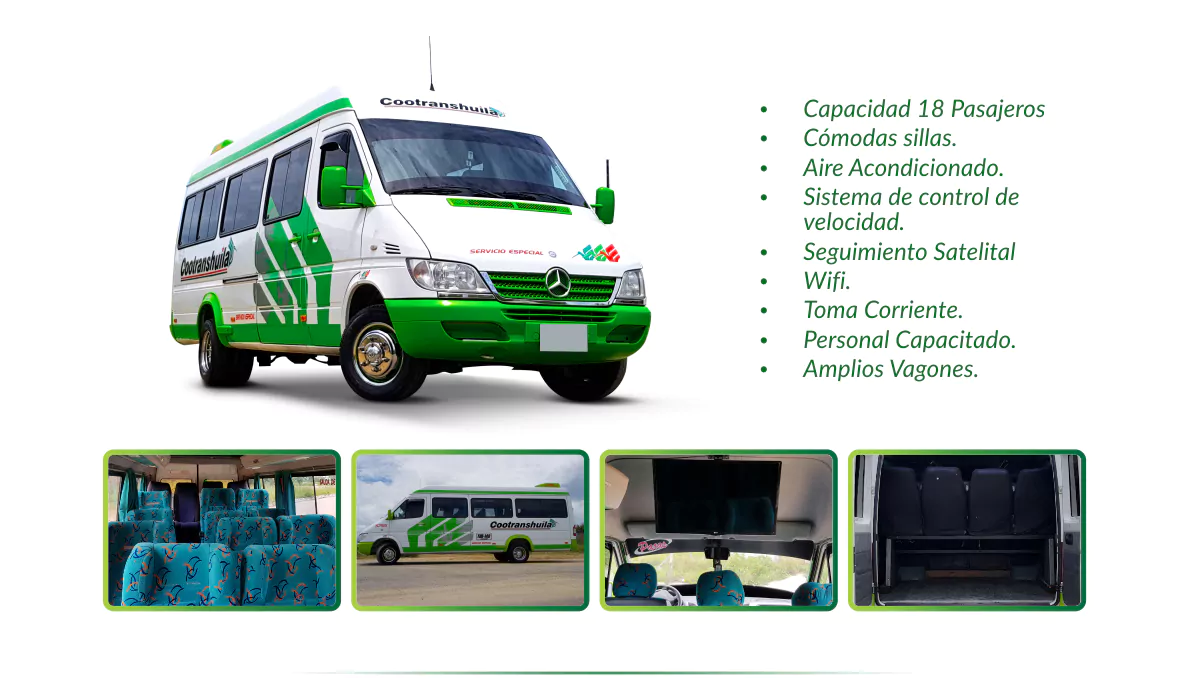 Cootranshuila
• Capacidad 18 Pasajeros
• Cómodas sillas.
• Aire Acondicionado.
• Sistema de control de
velocidad.
• Seguimiento Satelital
• Wifi.
• Toma Corriente.
• Personal Capacitado.
• Amplios Vagones.
SERVICIO ESPECIAL
Cootranshuila
Cootranshuila